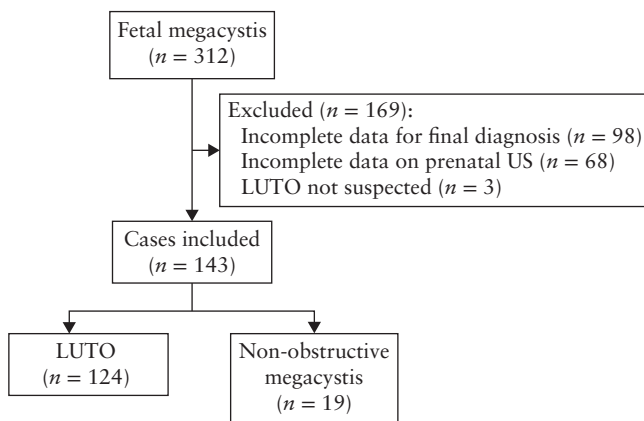 Fetal megacystis
(n = 312)
Excluded (n = 169):
Incomplete data for final diagnosis (n = 98)
Incomplete data on prenatal US (n = 68)
LUTO not suspected (n = 3)
Cases included
(n = 143)
LUTO
(n = 124)
Non-obstructive
megacystis
(n = 19)